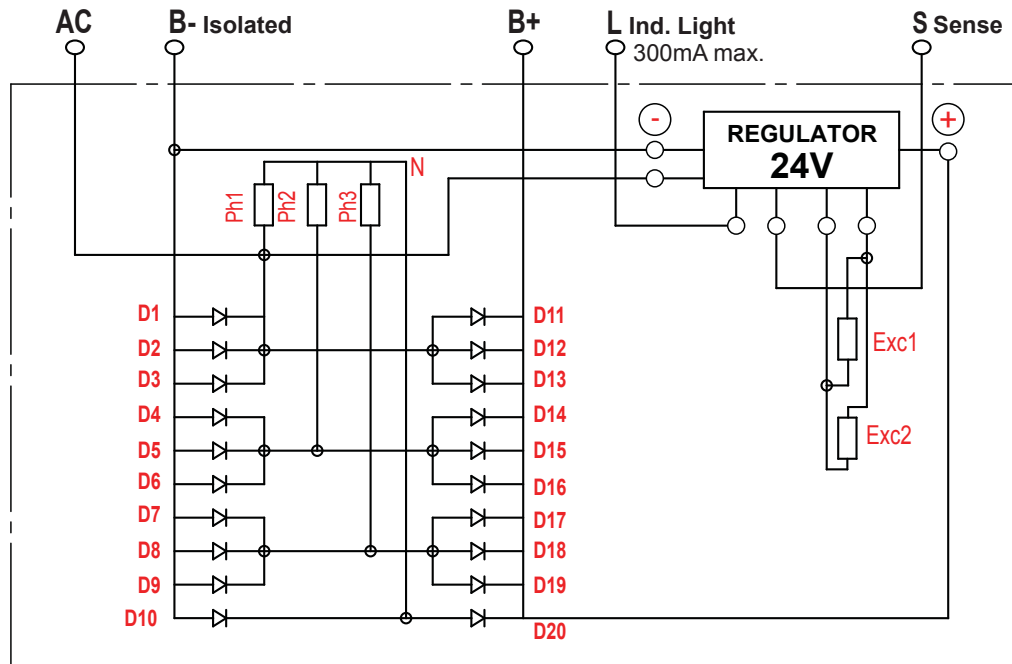 AC B- Isolated B+ L Ind. Light S Sense
300mA max.
- REGULATOR +
24V
N
Ph1 Ph2 Ph3
D1 D11
D2 D12 Exc1
D3 D13
D4 D14
D5 D15 Exc2
D6 D16
D7 D17
D8 D18
D9 D19
D10 D20